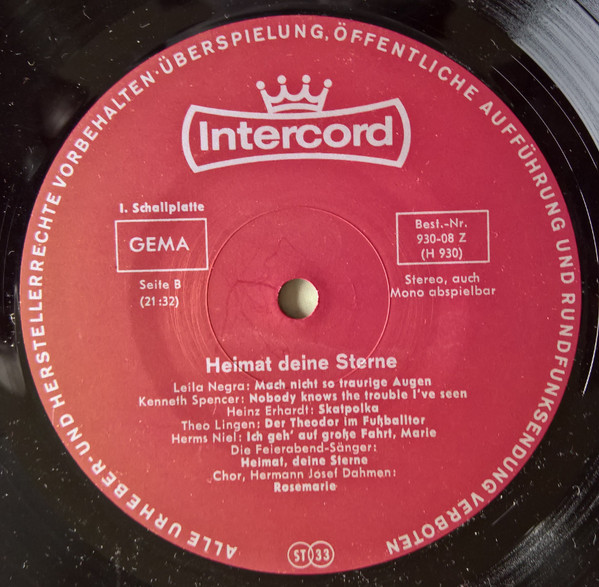 ALLE URHEBER- UND HERSTELLERRECHTE VORBEHALTEN · ÜBERSPIELUNG, ÖFFENTLICHE AUFFÜHRUNG UND RUNDFUNKSENDUNG VERBOTEN
Intercord
I. Schallplatte
GEMA
Seite B
(21:32)
Best.-Nr.
930-08 Z
(H 930)
Stereo, auch
Mono abspielbar
Heimat deine Sterne
Leila Negra: Mach nicht so traurige Augen
Kenneth Spencer: Nobody knows the trouble I've seen
Heinz Erhardt: Skatpolka
Theo Lingen: Der Theodor im Fußballtor
Herms Niel: Ich geh' auf große Fahrt, Marie
Die Feierabend-Sänger:
Heimat, deine Sterne
Chor, Hermann Josef Dahmen:
Rosemarie
ST 33